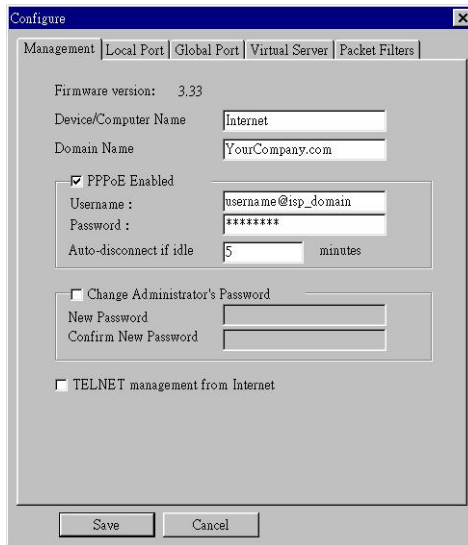 Configure
Management Local Port Global Port Virtual Server Packet Filters
Firmware version: 3.33
Device/Computer Name Internet
Domain Name YourCompany.com
PPPoE Enabled
Username : username@isp_domain
Password : ********
Auto-disconnect if idle 5 minutes
Change Administrator's Password
New Password
Confirm New Password
TELNET management from Internet
Save Cancel